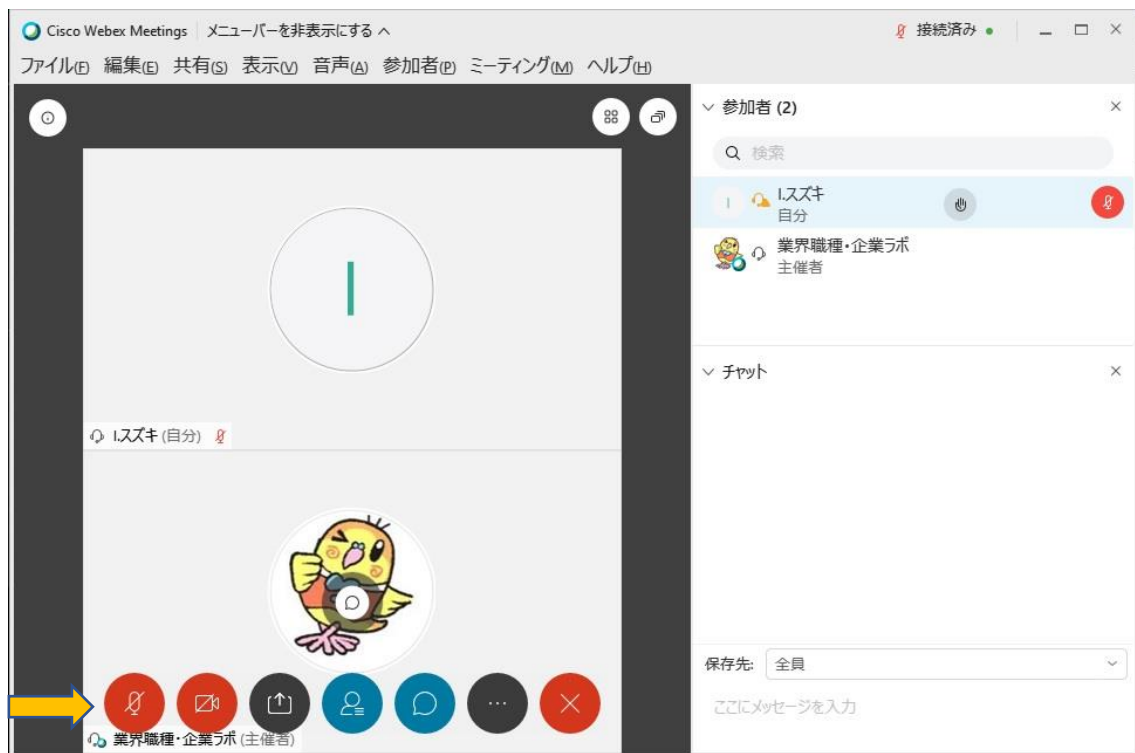 Cisco Webex Meetings メニューバーを非表示にする
接続済み
ファイル(F) 編集(E) 共有(S) 表示(V) 音声(A) 参加者(P) ミーティング(M) ヘルプ(H)
参加者 (2)
検索
I
I.スズキ
自分
業界職種・企業ラボ
主催者
I
I.スズキ (自分)
チャット
保存先: 全員
ここにメッセージを入力
業界職種・企業ラボ (主催者)